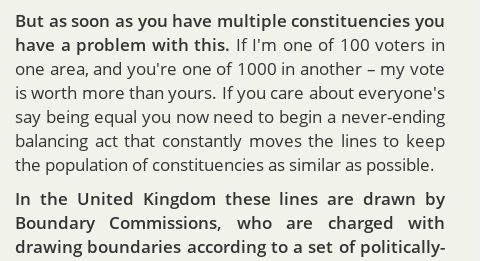 But as soon as you have multiple constituencies you
have a problem with this. If I'm one of 100 voters in
one area, and you're one of 1000 in another – my vote
is worth more than yours. If you care about everyone's
say being equal you now need to begin a never-ending
balancing act that constantly moves the lines to keep
the population of constituencies as similar as possible.
In the United Kingdom these lines are drawn by
Boundary Commissions, who are charged with
drawing boundaries according to a set of politically-